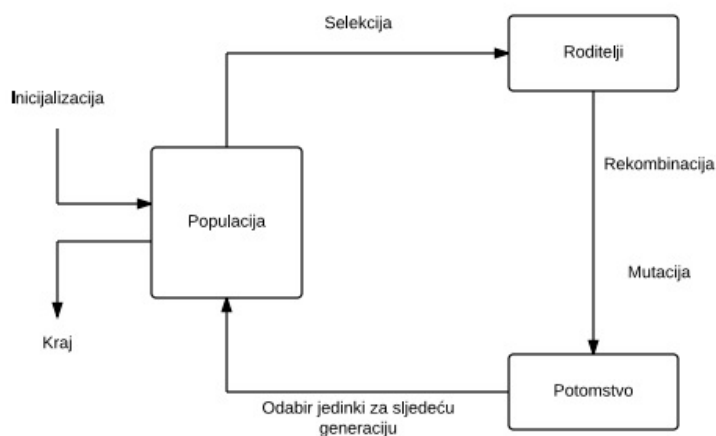 Selekcija
Roditelji
Inicijalizacija
Rekombinacija
Populacija
Mutacija
Kraj
Potomstvo
Odabir jedinki za sljedeću
generaciju